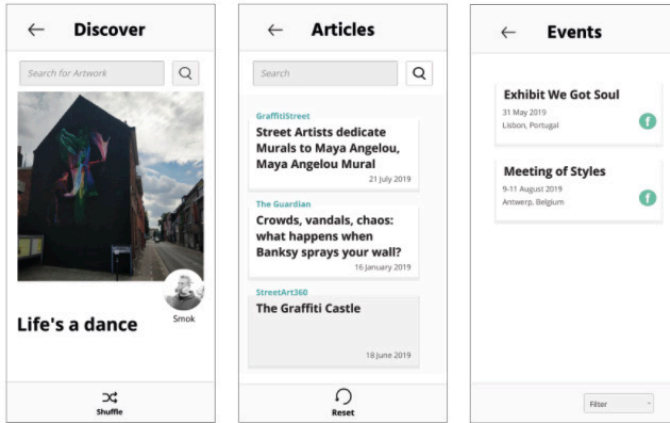 Discover
Search for Artwork
Life's a dance
Smok
Shuffle
Articles
Search
GraffitiStreet
Street Artists dedicate
Murals to Maya Angelou,
Maya Angelou Mural
21 July 2019
The Guardian
Crowds, vandals, chaos:
what happens when
Banksy sprays your wall?
16 January 2019
StreetArt360
The Graffiti Castle
18 June 2019
Reset
Events
Exhibit We Got Soul
31 May 2019
Lisbon, Portugal
f
Meeting of Styles
9-11 August 2019
Antwerp, Belgium
f
Filter